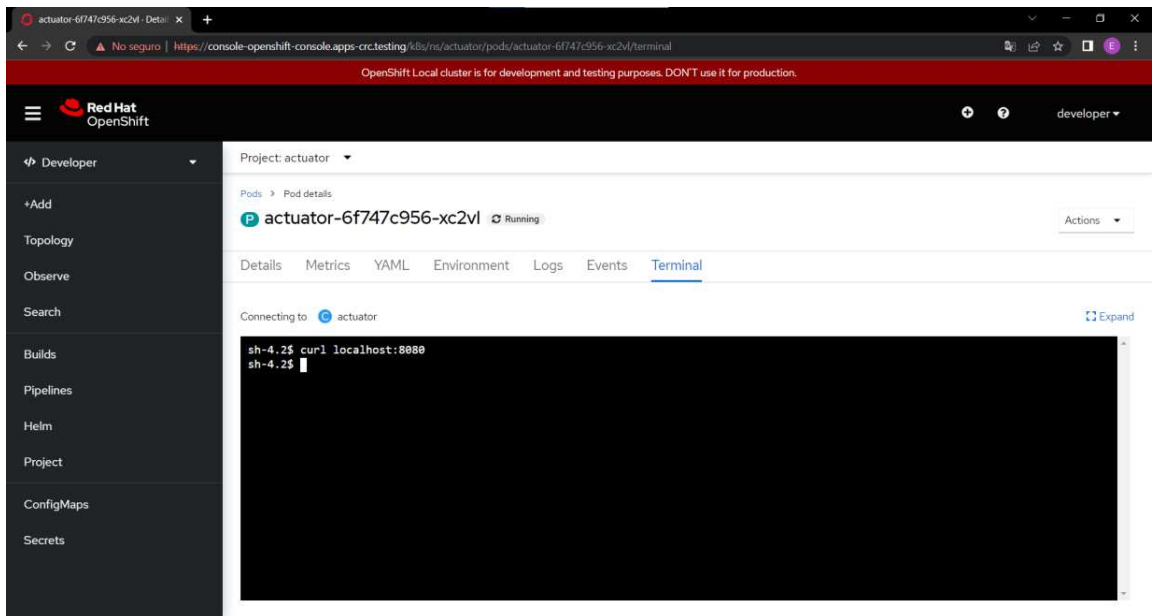 actuator-6f747c956-xc2vl - Detail
No seguro | https://console-openshift-console.apps-crc.testing/k8s/ns/actuator/pods/actuator-6f747c956-xc2vl/terminal
E
OpenShift Local cluster is for development and testing purposes. DON'T use it for production.
Red Hat
OpenShift
developer
Developer
Project: actuator
+Add
Pods > Pod details
P actuator-6f747c956-xc2vl Running
Actions
Topology
Details Metrics YAML Environment Logs Events Terminal
Observe
Search
Connecting to C actuator
Expand
Builds
Pipelines
Helm
Project
ConfigMaps
Secrets
sh-4.2$ curl localhost:8080
sh-4.2$